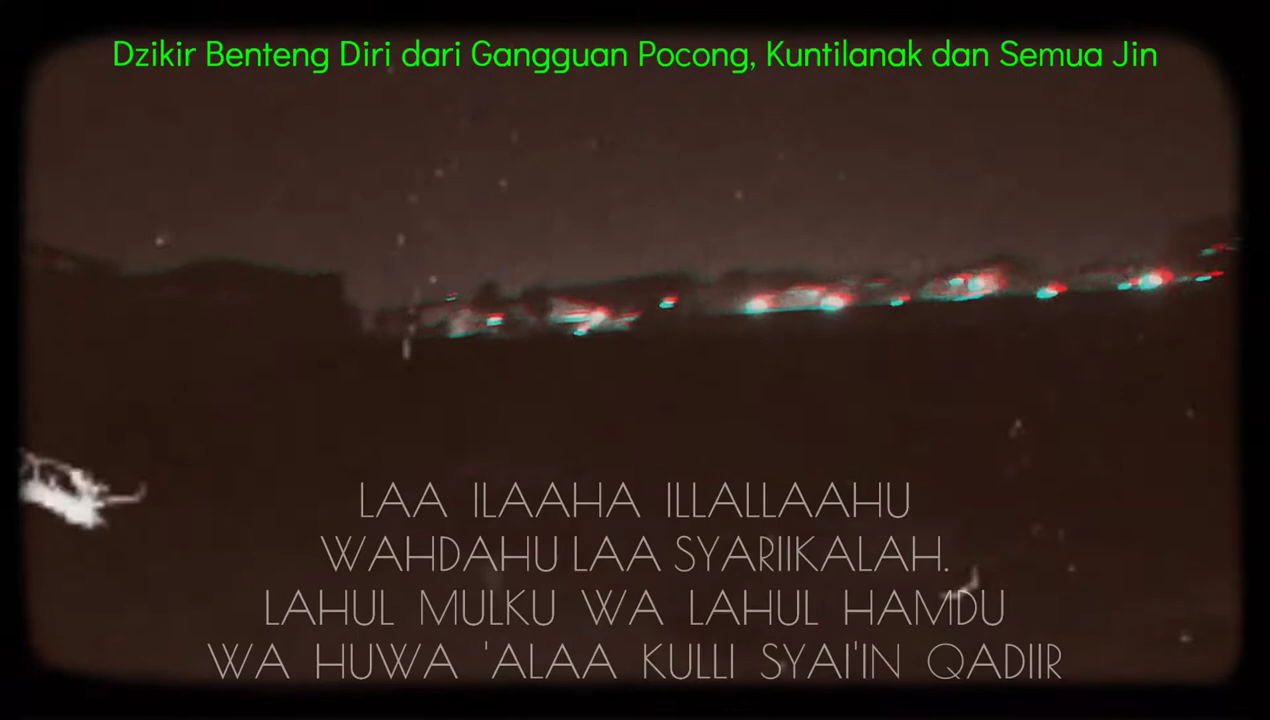 Dzikir Benteng Diri dari Gangguan Pocong, Kuntilanak dan Semua Jin
LAA ILAAHA ILLALLAAHU
WAHDAHU LAA SYARIIKALAH.
LAHUL MULKU WA LAHUL HAMDU
WA HUWA 'ALAA KULLI SYAI'IN QADIIR